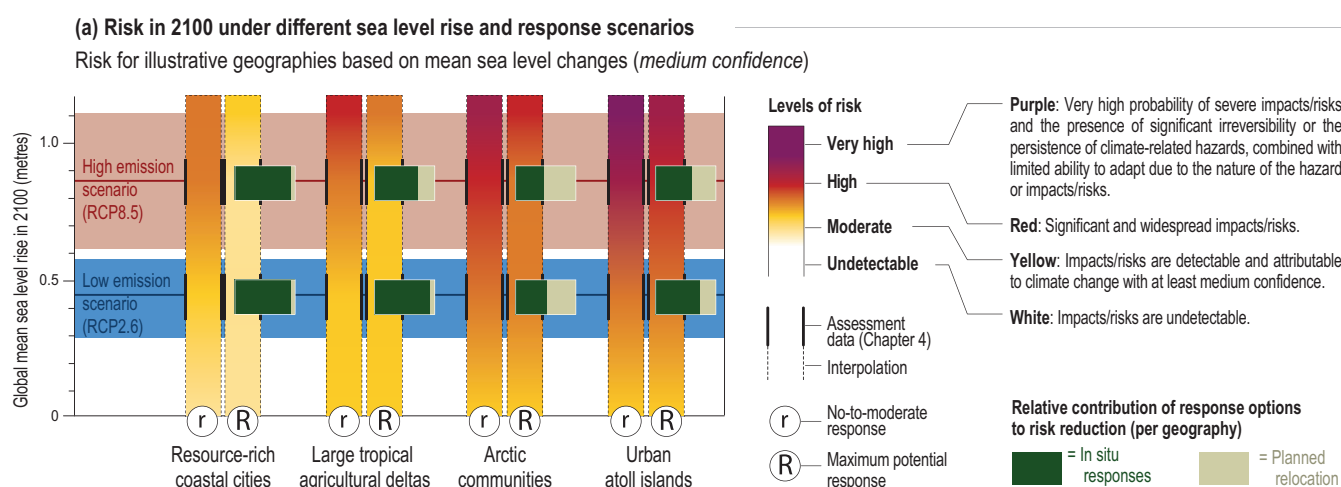 (a) Risk in 2100 under different sea level rise and response scenarios
Risk for illustrative geographies based on mean sea level changes (medium confidence)
Global mean sea level rise in 2100 (metres)
1.0
0.5
0
High emission
scenario
(RCP8.5)
Low emission
scenario
(RCP2.6)
r
R
r
R
r
R
r
R
Resource-rich
coastal cities
Large tropical
agricultural deltas
Arctic
communities
Urban
atoll islands
Levels of risk
Very high
High
Moderate
Undetectable
Assessment
data (Chapter 4)
Interpolation
r
No-to-moderate
response
R
Maximum potential
response
Purple: Very high probability of severe impacts/risks
and the presence of significant irreversibility or the
persistence of climate-related hazards, combined with
limited ability to adapt due to the nature of the hazard
or impacts/risks.
Red: Significant and widespread impacts/risks.
Yellow: Impacts/risks are detectable and attributable
to climate change with at least medium confidence.
White: Impacts/risks are undetectable.
Relative contribution of response options
to risk reduction (per geography)
= In situ
responses
= Planned
relocation